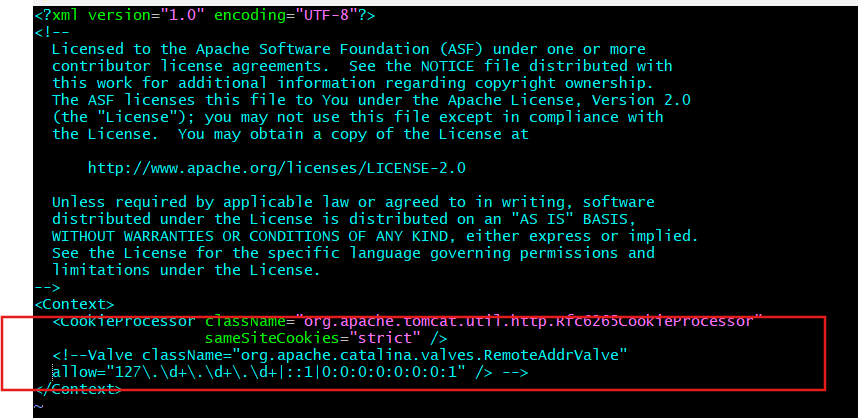 <?xml version="1.0" encoding="UTF-8"?>
<!--
  Licensed to the Apache Software Foundation (ASF) under one or more
  contributor license agreements.  See the NOTICE file distributed with
  this work for additional information regarding copyright ownership.
  The ASF licenses this file to You under the Apache License, Version 2.0
  (the "License"); you may not use this file except in compliance with
  the License.  You may obtain a copy of the License at

      http://www.apache.org/licenses/LICENSE-2.0

  Unless required by applicable law or agreed to in writing, software
  distributed under the License is distributed on an "AS IS" BASIS,
  WITHOUT WARRANTIES OR CONDITIONS OF ANY KIND, either express or implied.
  See the License for the specific language governing permissions and
  limitations under the License.
-->
<Context>
  <CookieProcessor className="org.apache.tomcat.util.http.Rfc6265CookieProcessor"
                   sameSiteCookies="strict" />
  <!--Valve className="org.apache.catalina.valves.RemoteAddrValve"
  allow="127\.\d+\.\d+\.\d+|::1|0:0:0:0:0:0:0:1" /> -->
</Context>
~